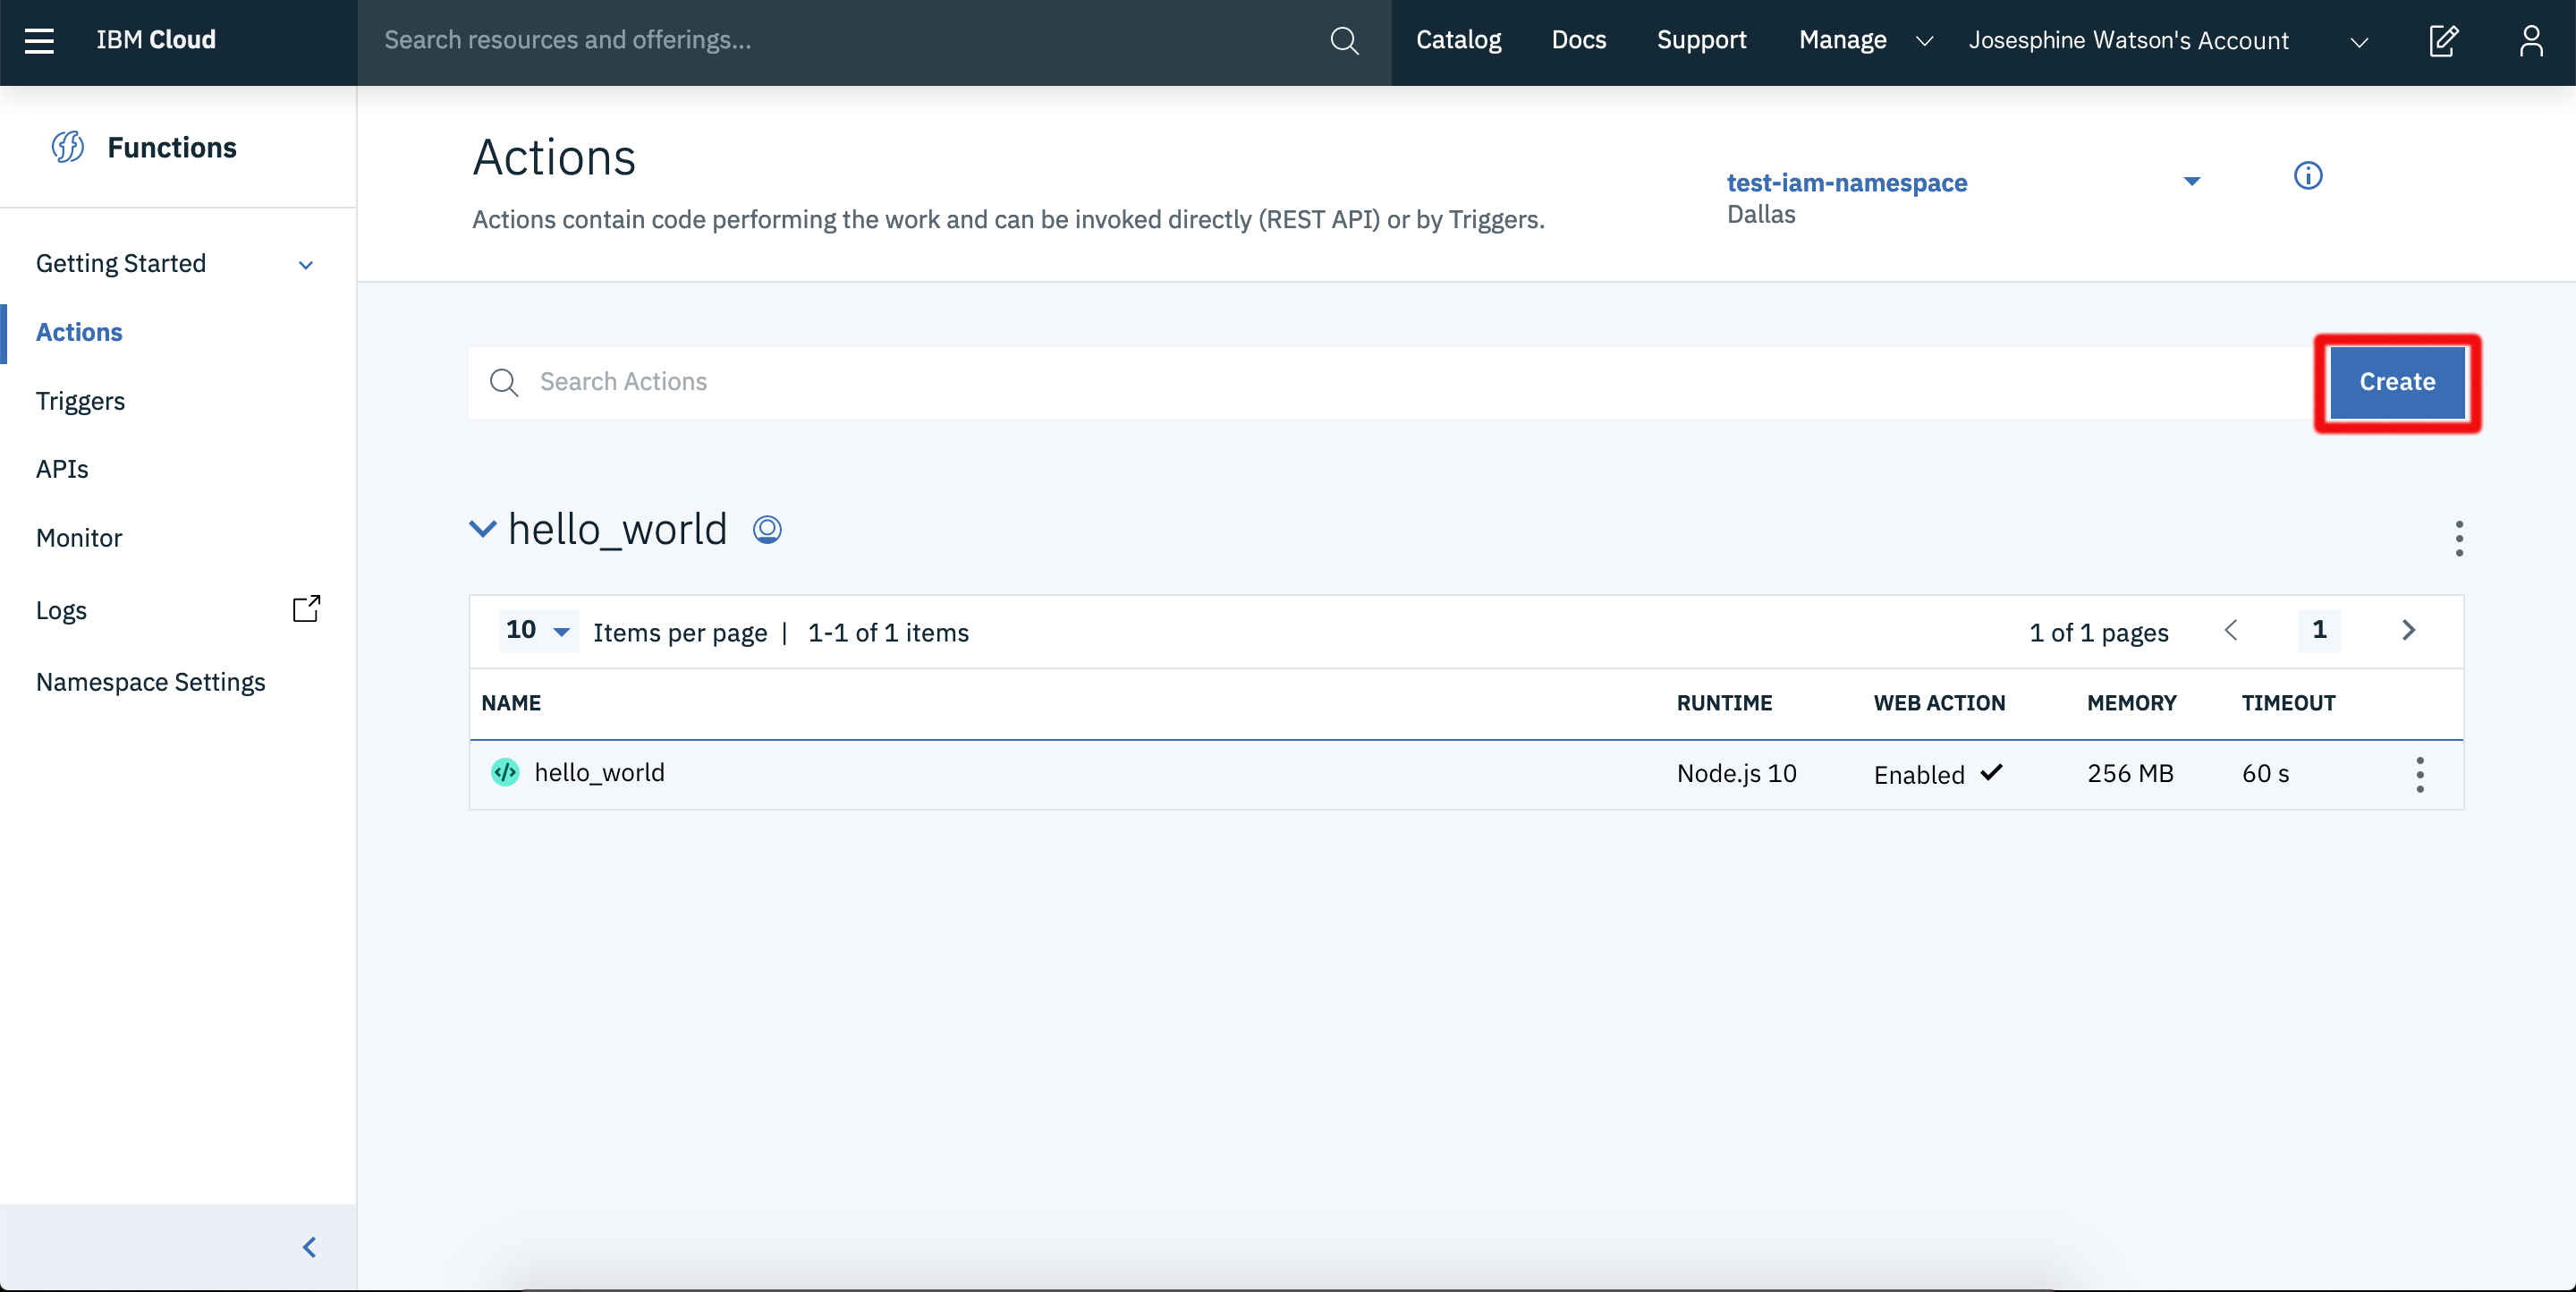 IBM Cloud
Search resources and offerings...
Catalog
Docs
Support
Manage
Josesphine Watson's Account
Functions
Getting Started
Actions
Triggers
APIs
Monitor
Logs
Namespace Settings
Actions
Actions contain code performing the work and can be invoked directly (REST API) or by Triggers.
test-iam-namespace
Dallas
Search Actions
Create
hello_world
10 Items per page | 1-1 of 1 items
1 of 1 pages
1
NAME RUNTIME WEB ACTION MEMORY TIMEOUT
</> hello_world Node.js 10 Enabled 256 MB 60 s